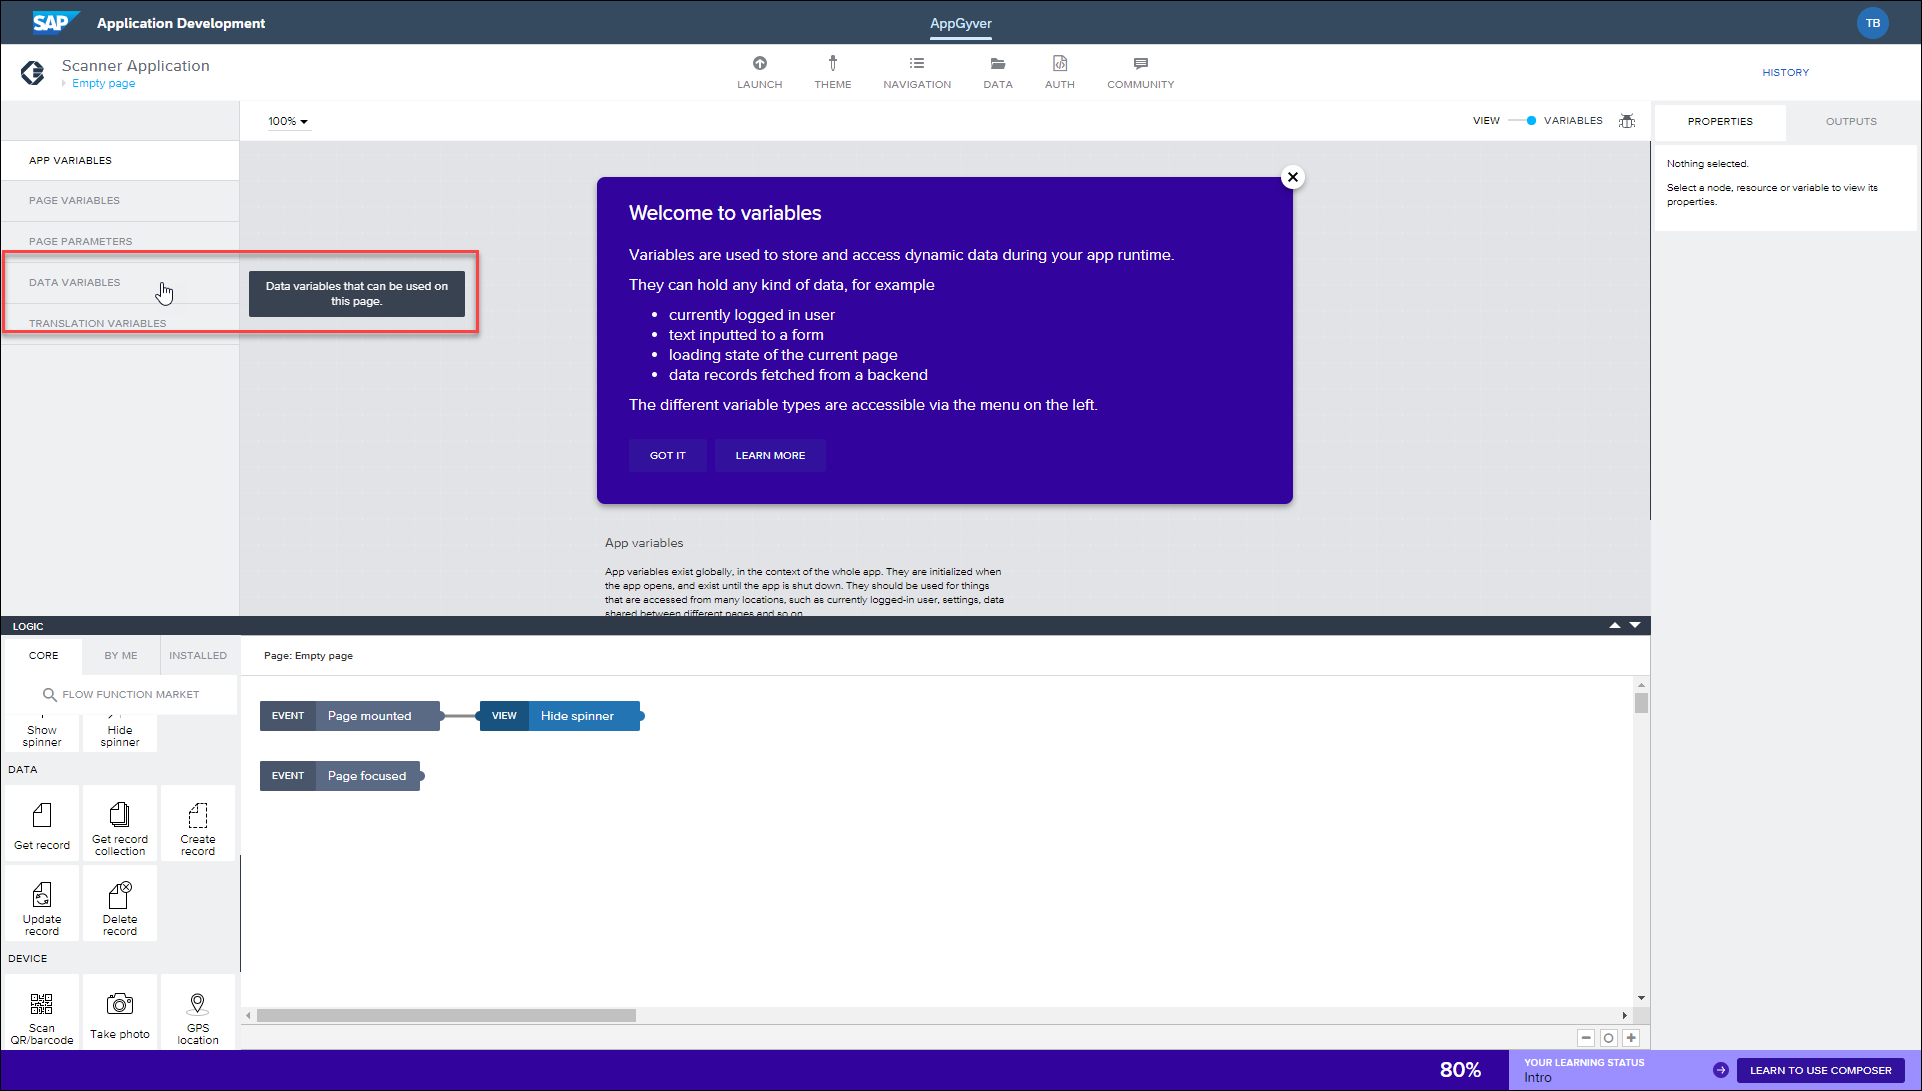 SAP
Application Development
AppGyver
TB
Scanner Application
Empty page
LAUNCH
THEME
NAVIGATION
DATA
AUTH
COMMUNITY
HISTORY
100%
VIEW
VARIABLES
PROPERTIES
OUTPUTS
APP VARIABLES
PAGE VARIABLES
PAGE PARAMETERS
DATA VARIABLES
TRANSLATION VARIABLES
Data variables that can be used on
this page.
Nothing selected.
Select a node, resource or variable to view its
properties.
Welcome to variables
Variables are used to store and access dynamic data during your app runtime.
They can hold any kind of data, for example
• currently logged in user
• text inputted to a form
• loading state of the current page
• data records fetched from a backend
The different variable types are accessible via the menu on the left.
GOT IT
LEARN MORE
App variables
App variables exist globally, in the context of the whole app. They are initialized when
the app opens, and exist until the app is shut down. They should be used for things
that are accessed from many locations, such as currently logged-in user, settings, data
shared between different pages and so on
LOGIC
CORE
BY ME
INSTALLED
Page: Empty page
FLOW FUNCTION MARKET
Show
spinner
Hide
spinner
EVENT
Page mounted
VIEW
Hide spinner
EVENT
Page focused
DATA
Get record
Get record
collection
Create
record
Update
record
Delete
record
DEVICE
Scan
QR/barcode
Take photo
GPS
location
80%
YOUR LEARNING STATUS
Intro
LEARN TO USE COMPOSER